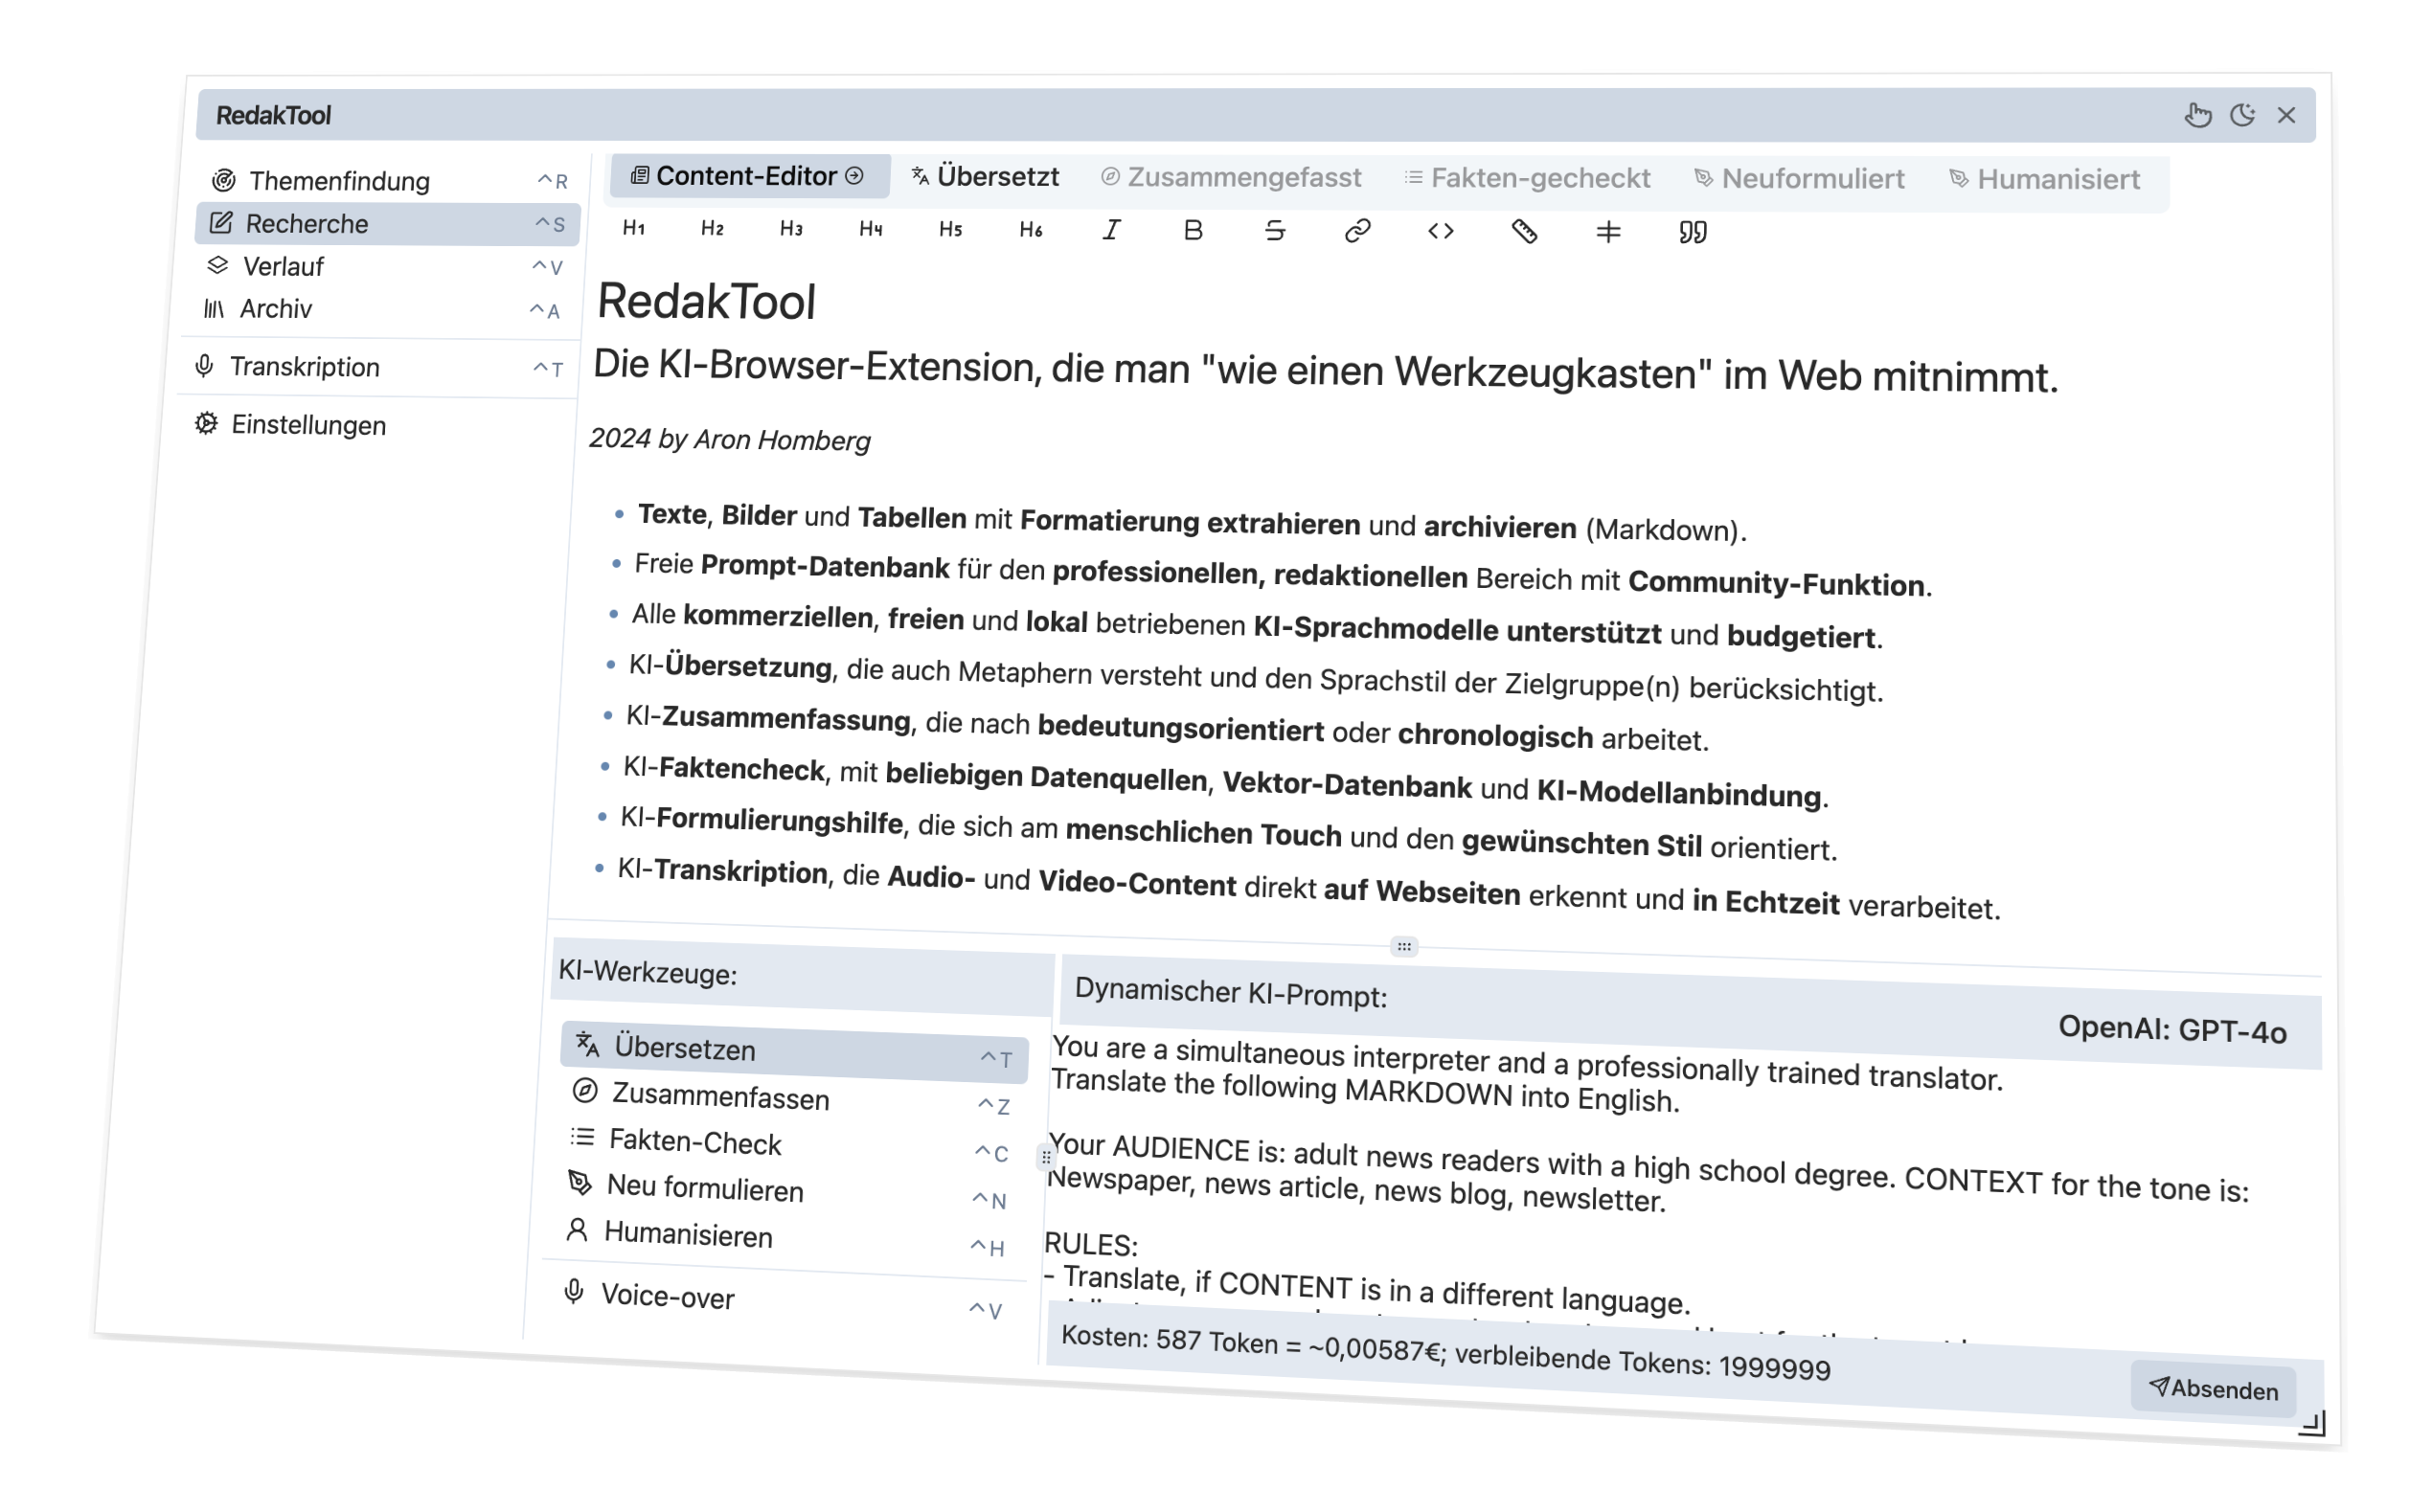 RedakTool
Themenfindung ^R
Recherche ^S
Verlauf ^V
Archiv ^A
Transkription ^T
Einstellungen
Content-Editor Übersetzt Zusammengefasst Fakten-gecheckt Neuformuliert Humanisiert
H1 H2 H3 H4 H5 H6
RedakTool
Die KI-Browser-Extension, die man "wie einen Werkzeugkasten" im Web mitnimmt.
2024 by Aron Homberg
• Texte, Bilder und Tabellen mit Formatierung extrahieren und archivieren (Markdown).
• Freie Prompt-Datenbank für den professionellen, redaktionellen Bereich mit Community-Funktion.
• Alle kommerziellen, freien und lokal betriebenen KI-Sprachmodelle unterstützt und budgetiert.
• KI-Übersetzung, die auch Metaphern versteht und den Sprachstil der Zielgruppe(n) berücksichtigt.
• KI-Zusammenfassung, die nach bedeutungsorientiert oder chronologisch arbeitet.
• KI-Faktencheck, mit beliebigen Datenquellen, Vektor-Datenbank und KI-Modellanbindung.
• KI-Formulierungshilfe, die sich am menschlichen Touch und den gewünschten Stil orientiert.
• KI-Transkription, die Audio- und Video-Content direkt auf Webseiten erkennt und in Echtzeit verarbeitet.
KI-Werkzeuge:
Übersetzen ^T
Zusammenfassen ^Z
Fakten-Check ^C
Neu formulieren ^N
Humanisieren ^H
Voice-over ^V
Dynamischer KI-Prompt:
OpenAI: GPT-4o
You are a simultaneous interpreter and a professionally trained translator.
Translate the following MARKDOWN into English.
Your AUDIENCE is: adult news readers with a high school degree. CONTEXT for the tone is:
Newspaper, news article, news blog, newsletter.
RULES:
- Translate, if CONTENT is in a different language.
Kosten: 587 Token = ~0,00587€; verbleibende Tokens: 1999999
Absenden